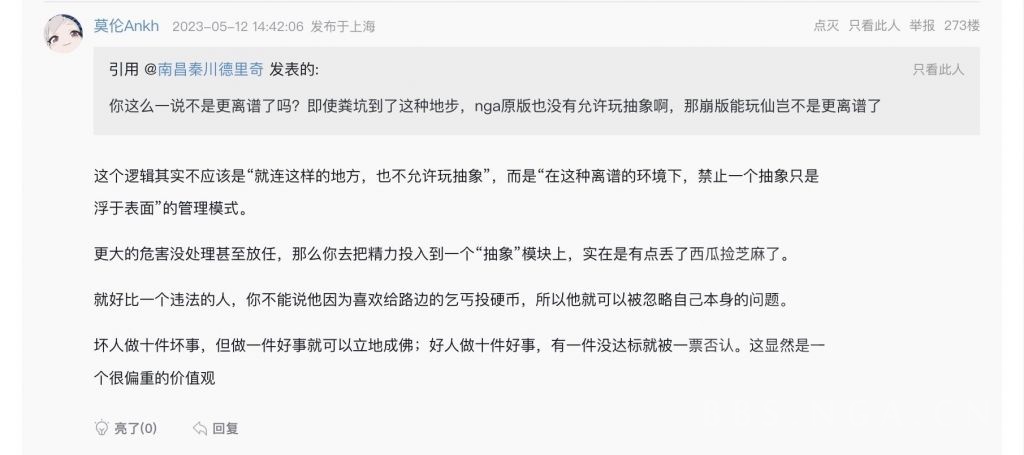 莫伦Ankh 2023-05-12 14:42:06 发布于上海 点灭 只看此人 举报 273楼
引用 @南昌秦川德里奇 发表的: 只看此人
你这么一说不是更离谱了吗？即使粪坑到了这种地步，nga原版也没有允许玩抽象啊，那崩版能玩仙岂不是更离谱了
这个逻辑其实不应该是“就连这样的地方，也不允许玩抽象”，而是“在这种离谱的环境下，禁止一个抽象只是
浮于表面”的管理模式。
更大的危害没处理甚至放任，那么你去把精力投入到一个“抽象”模块上，实在是有点丢了西瓜捡芝麻了。
就好比一个违法的人，你不能说他因为喜欢给路边的乞丐投硬币，所以他就可以被忽略自己本身的问题。
坏人做十件坏事，但做一件好事就可以立地成佛；好人做十件好事，有一件没达标就被一票否认。这显然是一
个很偏重的价值观
亮了(0) 回复